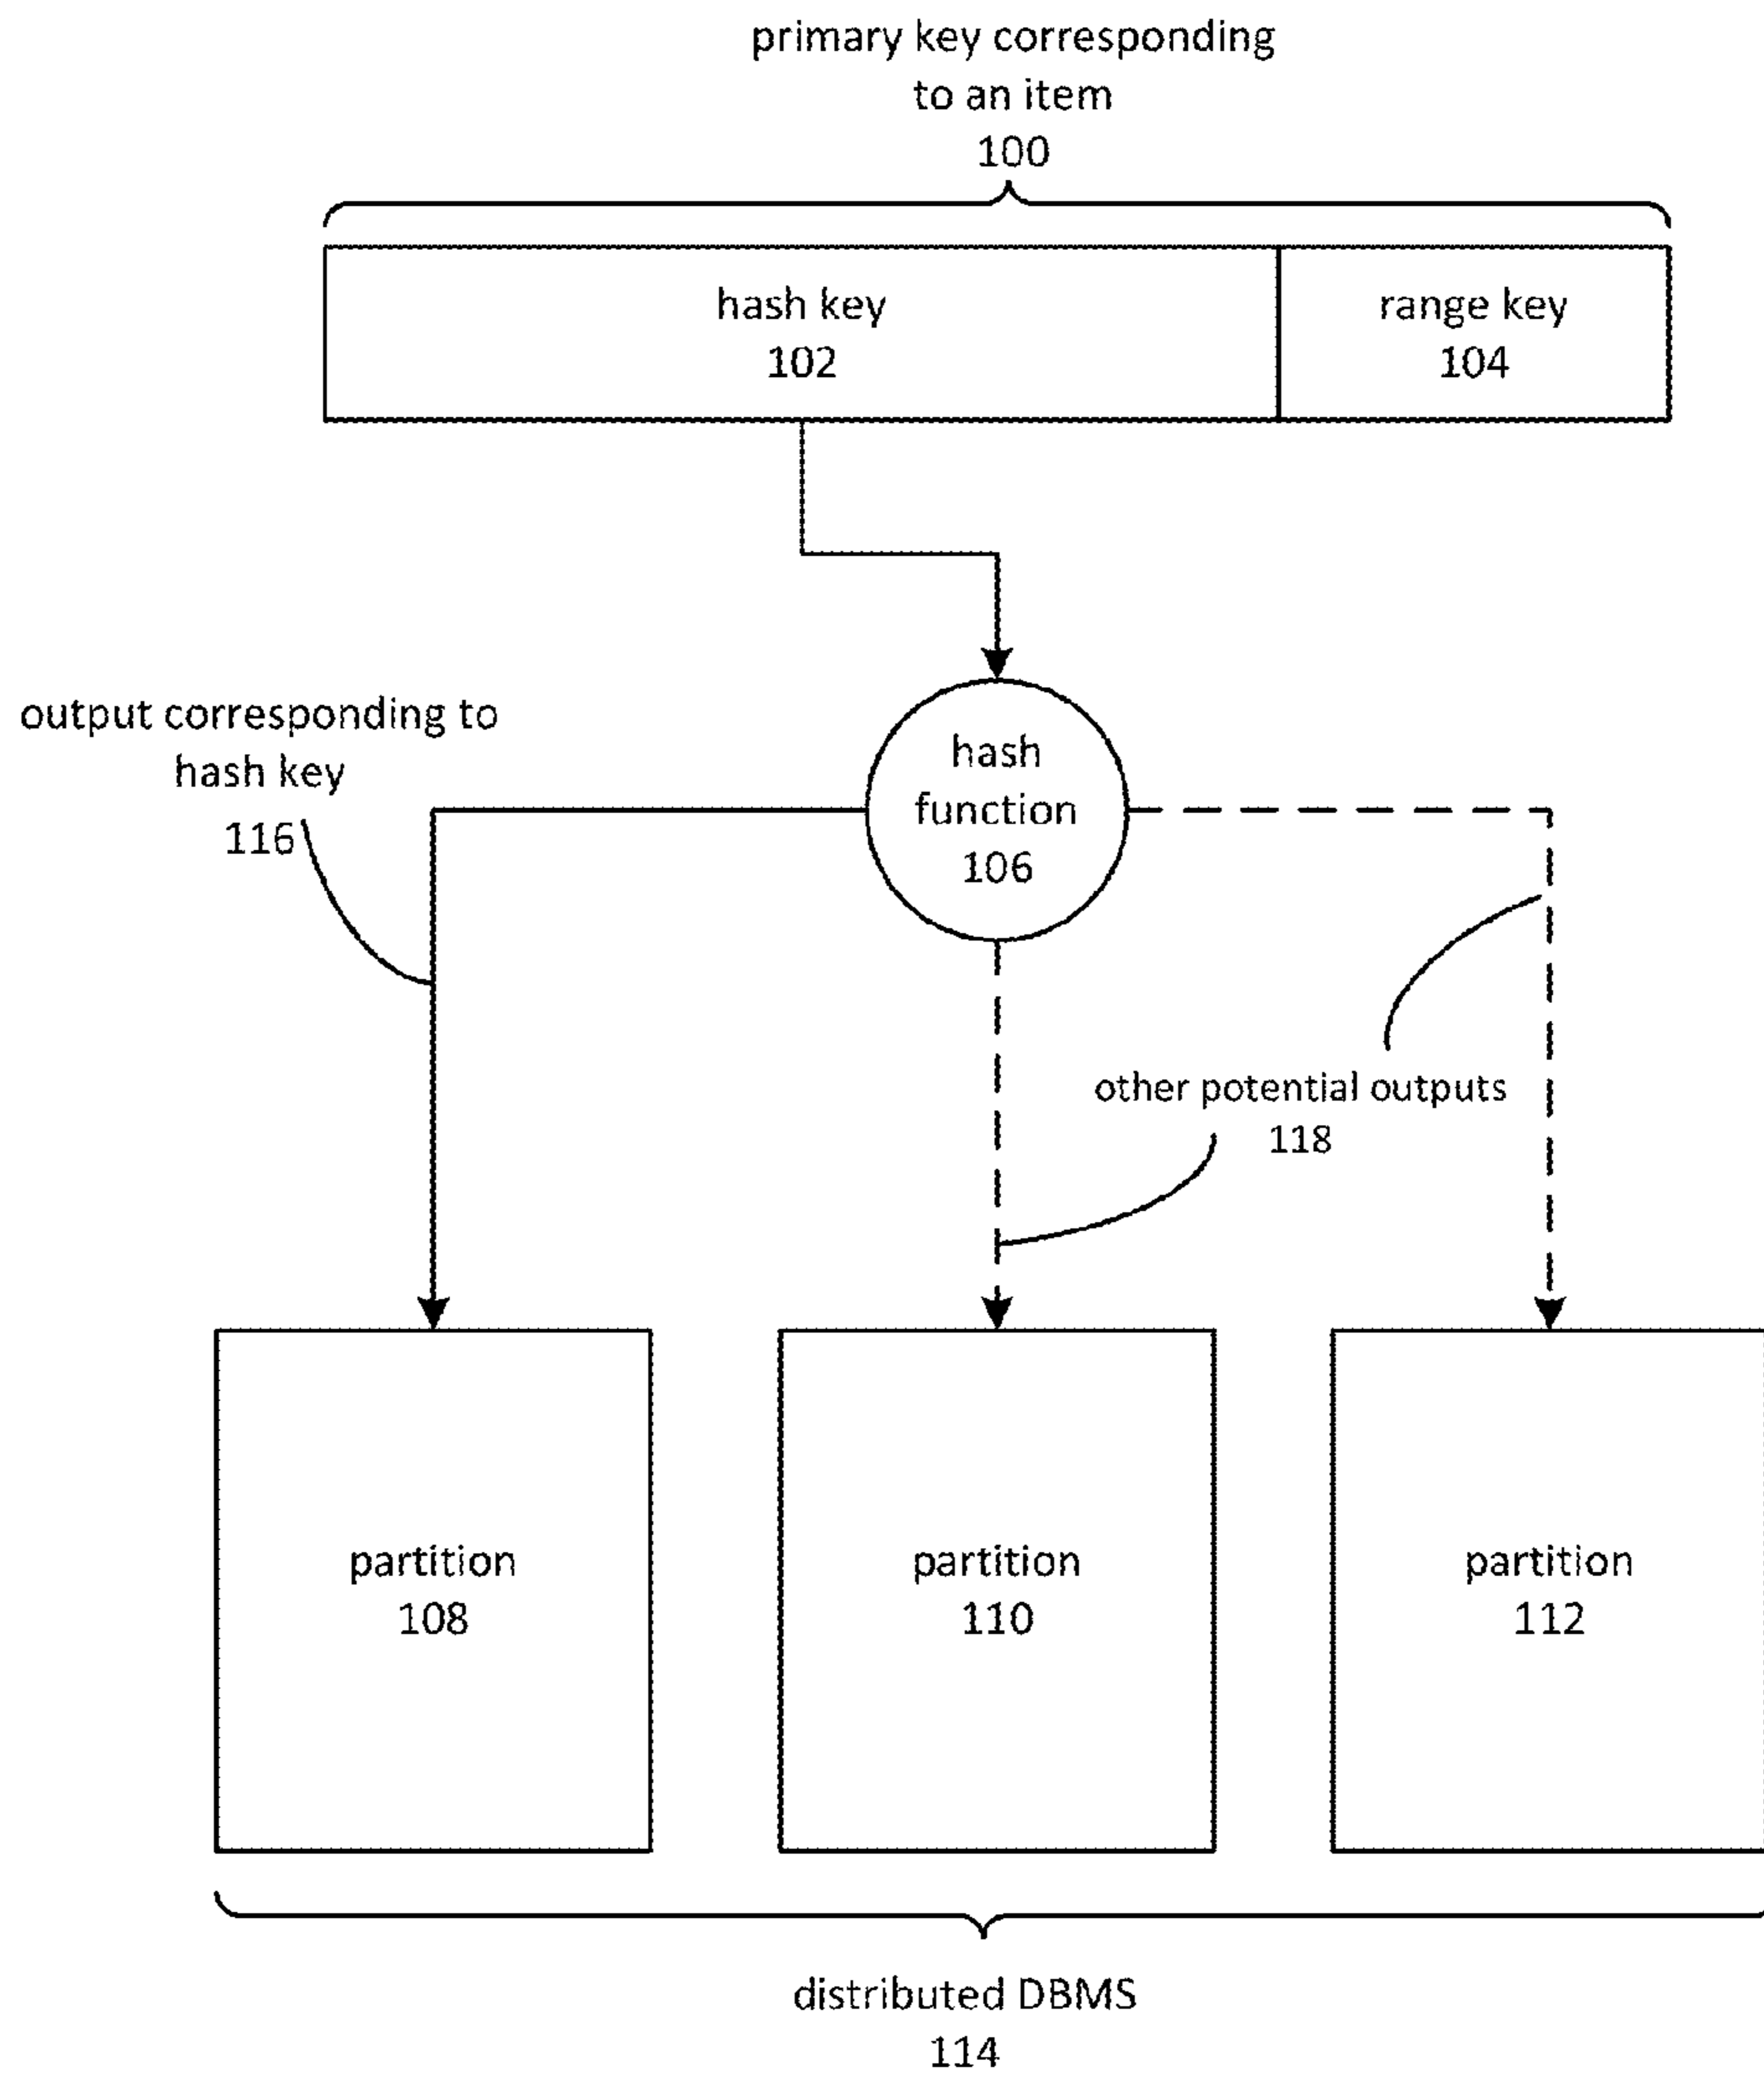 primary key corresponding
to an item
100
hash key
102
range key
104
output corresponding to
hash key
116
hash
function
106
other potential outputs
118
partition
108
partition
110
partition
112
distributed DBMS
114